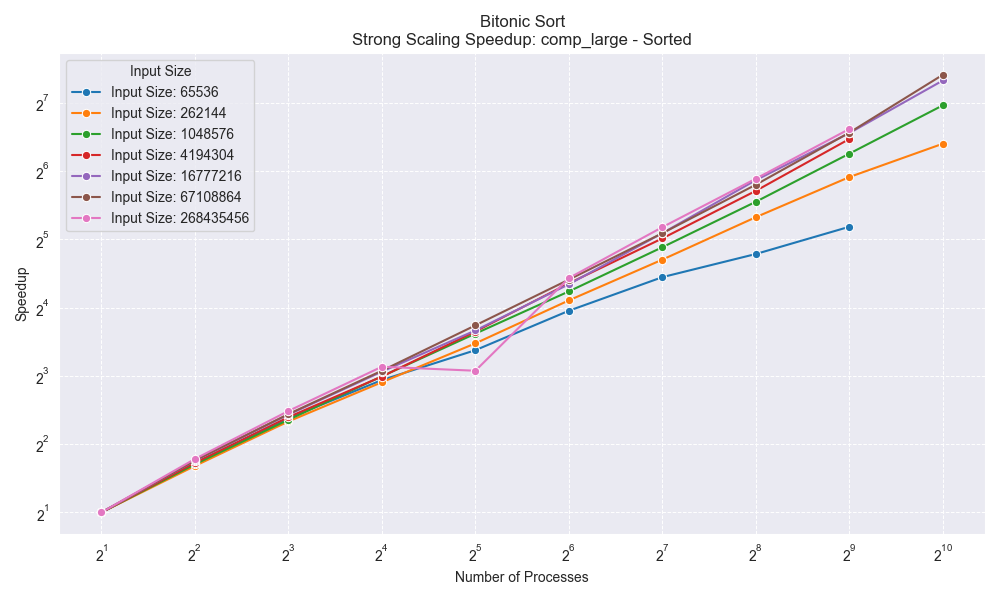 Bitonic Sort
Strong Scaling Speedup: comp_large - Sorted
Input Size
Input Size: 65536
Input Size: 262144
Input Size: 1048576
Input Size: 4194304
Input Size: 16777216
Input Size: 67108864
Input Size: 268435456
Speedup
2^7
2^6
2^5
2^4
2^3
2^2
2^1
2^1 2^2 2^3 2^4 2^5 2^6 2^7 2^8 2^9 2^10
Number of Processes